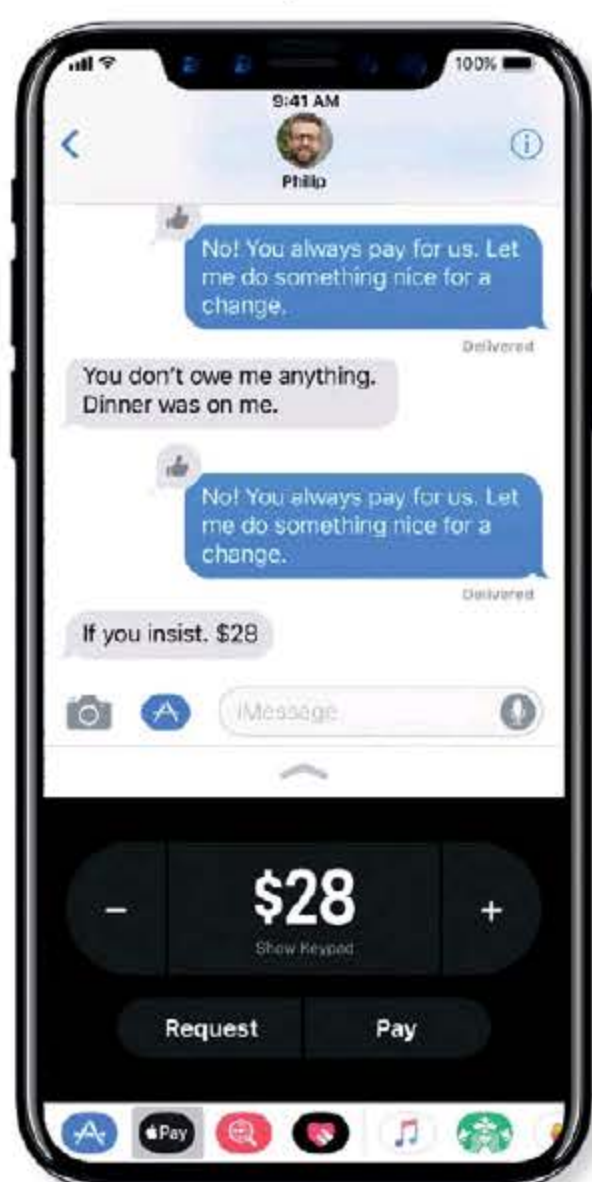 100%
9:41 AM
Philip
No! You always pay for us. Let
me do something nice for a
change.
Delivered
You don't owe me anything.
Dinner was on me.
No! You always pay for us. Let
me do something nice for a
change.
Delivered
If you insist. $28
iMessage
− $28 +
Show Keypad
Request Pay
Pay